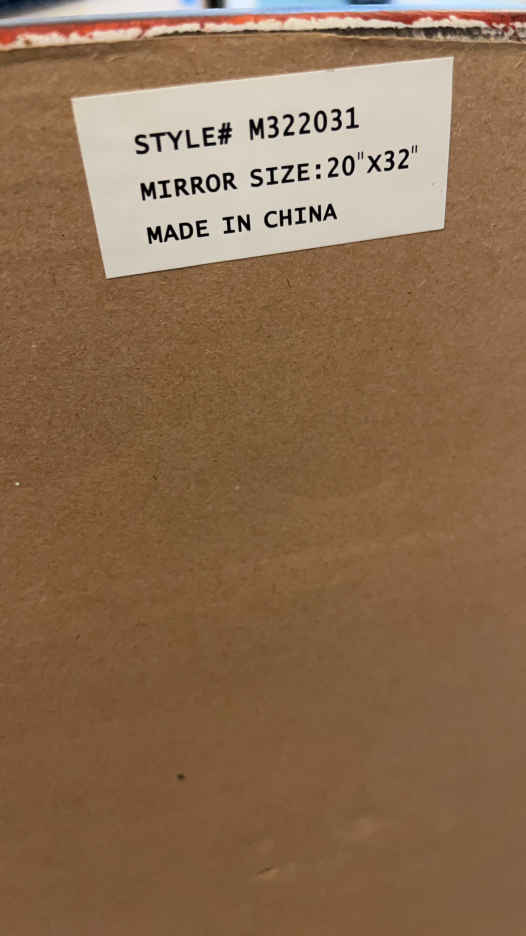 STYLE# M322031
MIRROR SIZE:20"X32"
MADE IN CHINA